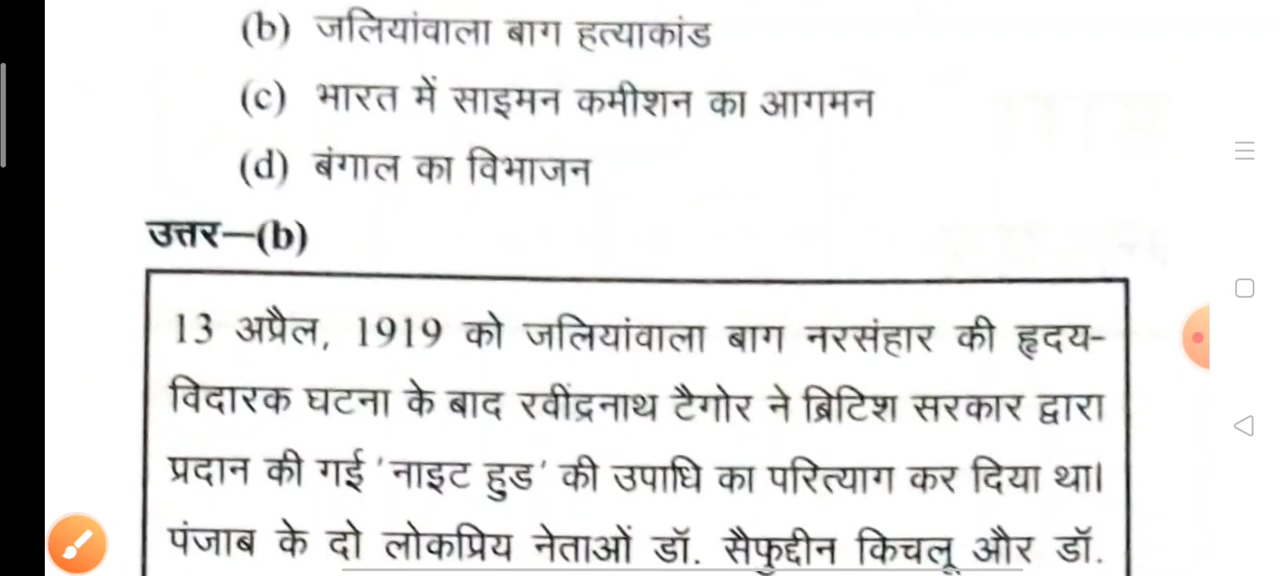 (b) जलियांवाला बाग हत्याकांड
(c) भारत में साइमन कमीशन का आगमन
(d) बंगाल का विभाजन
उत्तर–(b)
13 अप्रैल, 1919 को जलियांवाला बाग नरसंहार की हृदय-
विदारक घटना के बाद रवींद्रनाथ टैगोर ने ब्रिटिश सरकार द्वारा
प्रदान की गई 'नाइट हुड' की उपाधि का परित्याग कर दिया था।
पंजाब के दो लोकप्रिय नेताओं डॉ. सैफुद्दीन किचलू और डॉ.